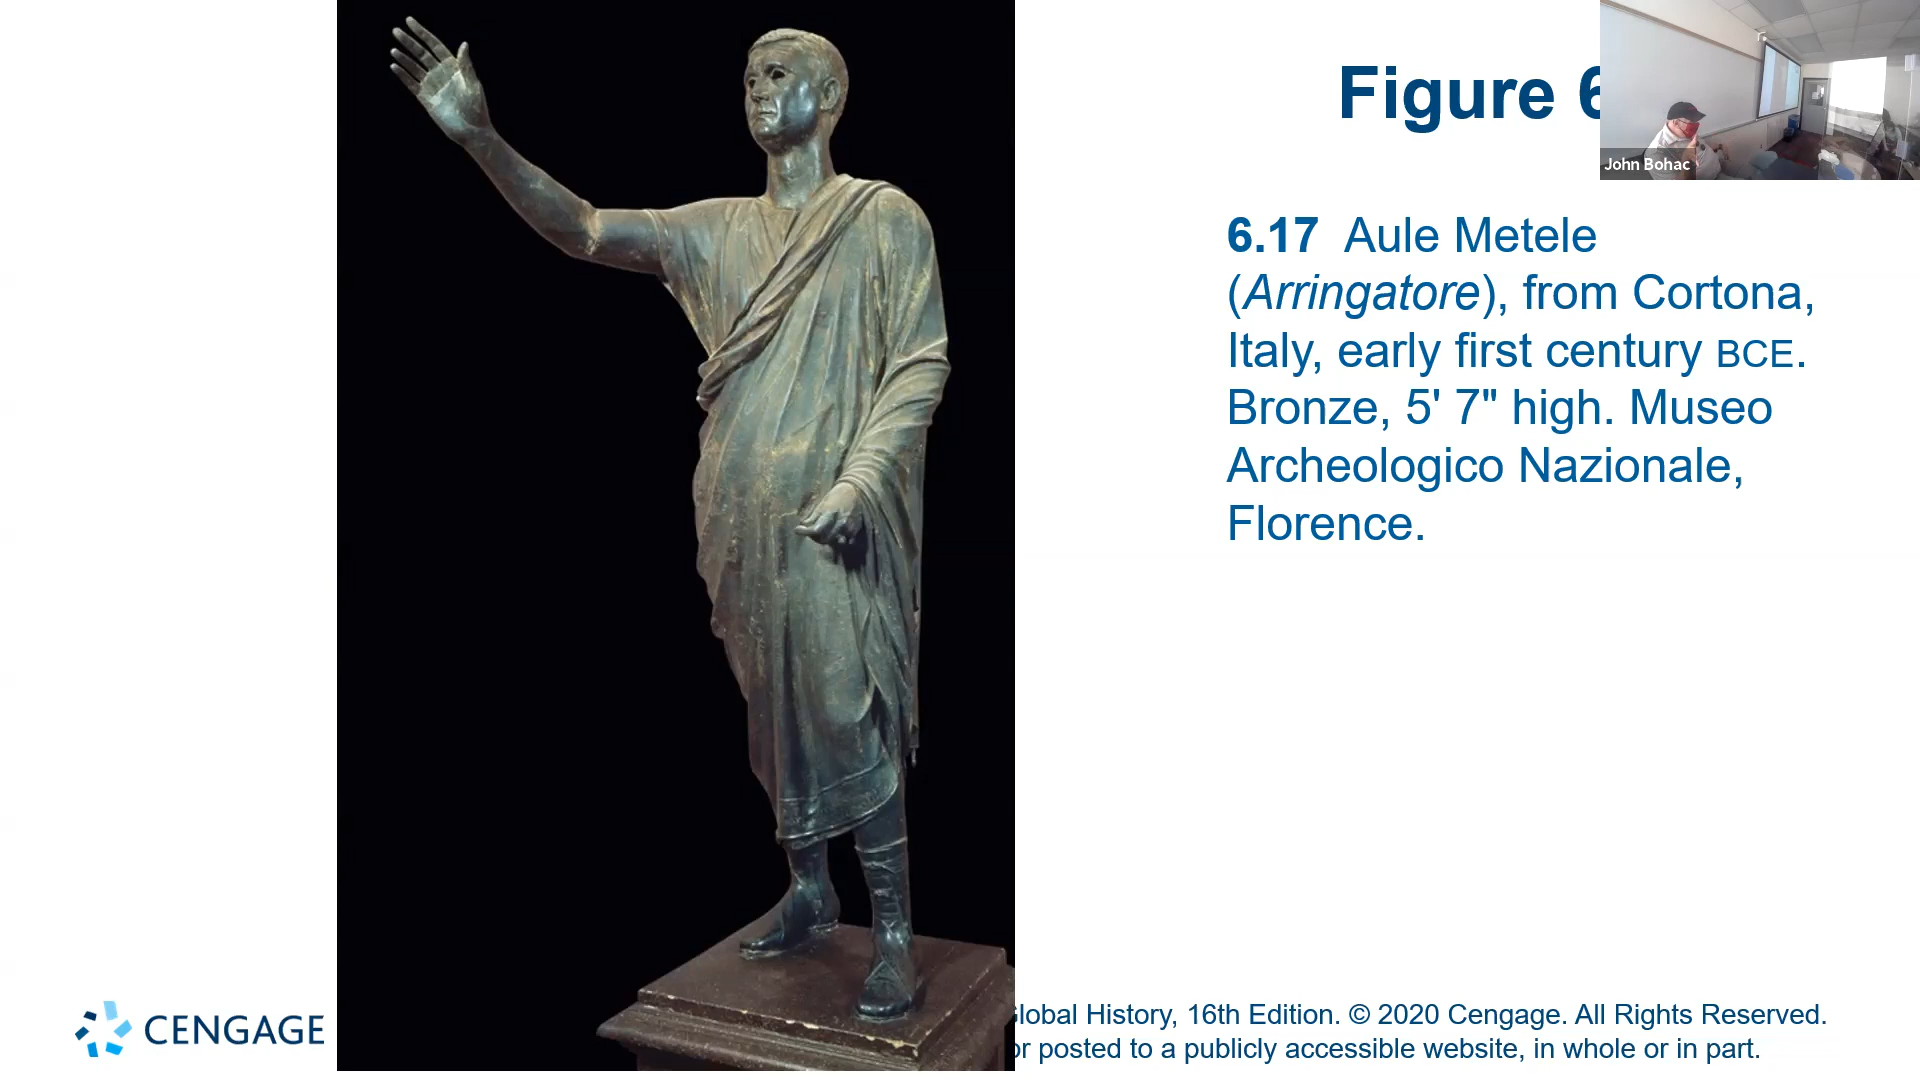 Figure 6
John Bohac
6.17 Aule Metele
(Arringatore), from Cortona,
Italy, early first century BCE.
Bronze, 5' 7" high. Museo
Archeologico Nazionale,
Florence.
CENGAGE
Global History, 16th Edition. © 2020 Cengage. All Rights Reserved.
or posted to a publicly accessible website, in whole or in part.